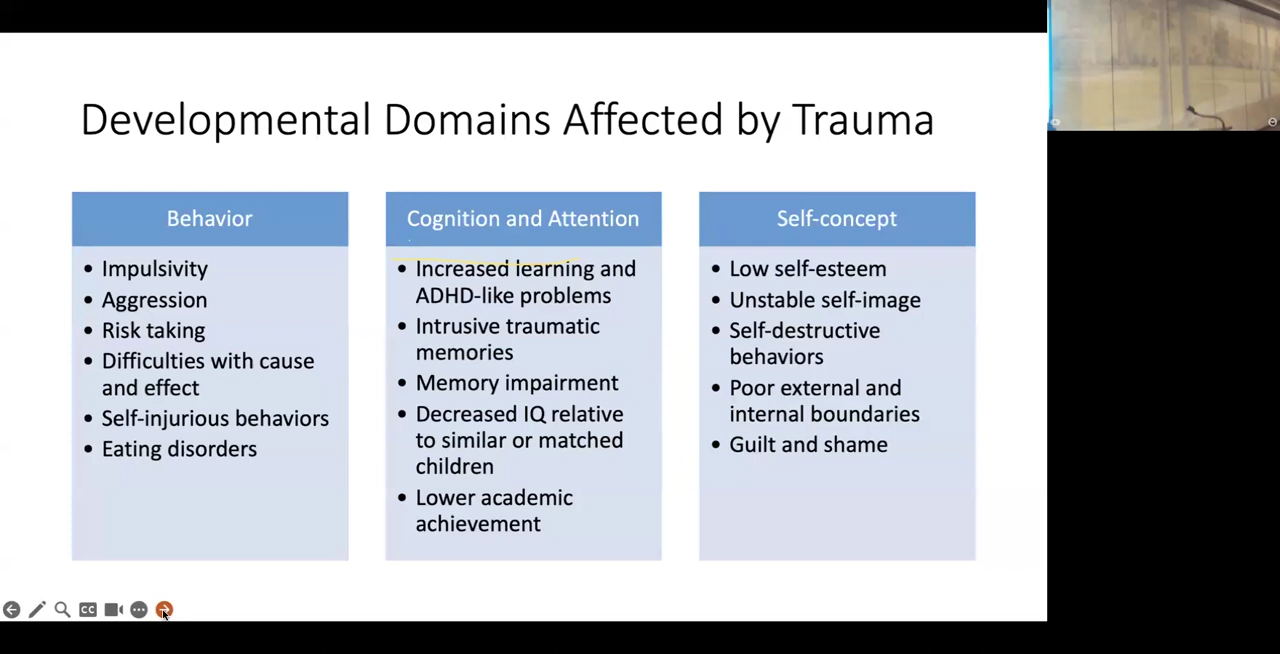 Developmental Domains Affected by Trauma
Behavior
• Impulsivity
• Aggression
• Risk taking
• Difficulties with cause
and effect
• Self-injurious behaviors
• Eating disorders
Cognition and Attention
• Increased learning and
ADHD-like problems
• Intrusive traumatic
memories
• Memory impairment
• Decreased IQ relative
to similar or matched
children
• Lower academic
achievement
Self-concept
• Low self-esteem
• Unstable self-image
• Self-destructive
behaviors
• Poor external and
internal boundaries
• Guilt and shame
CC